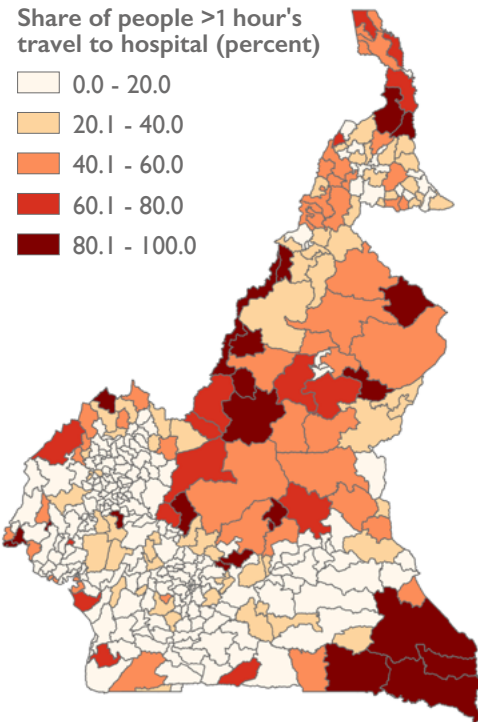 Share of people >1 hour's
travel to hospital (percent)
0.0 - 20.0
20.1 - 40.0
40.1 - 60.0
60.1 - 80.0
80.1 - 100.0